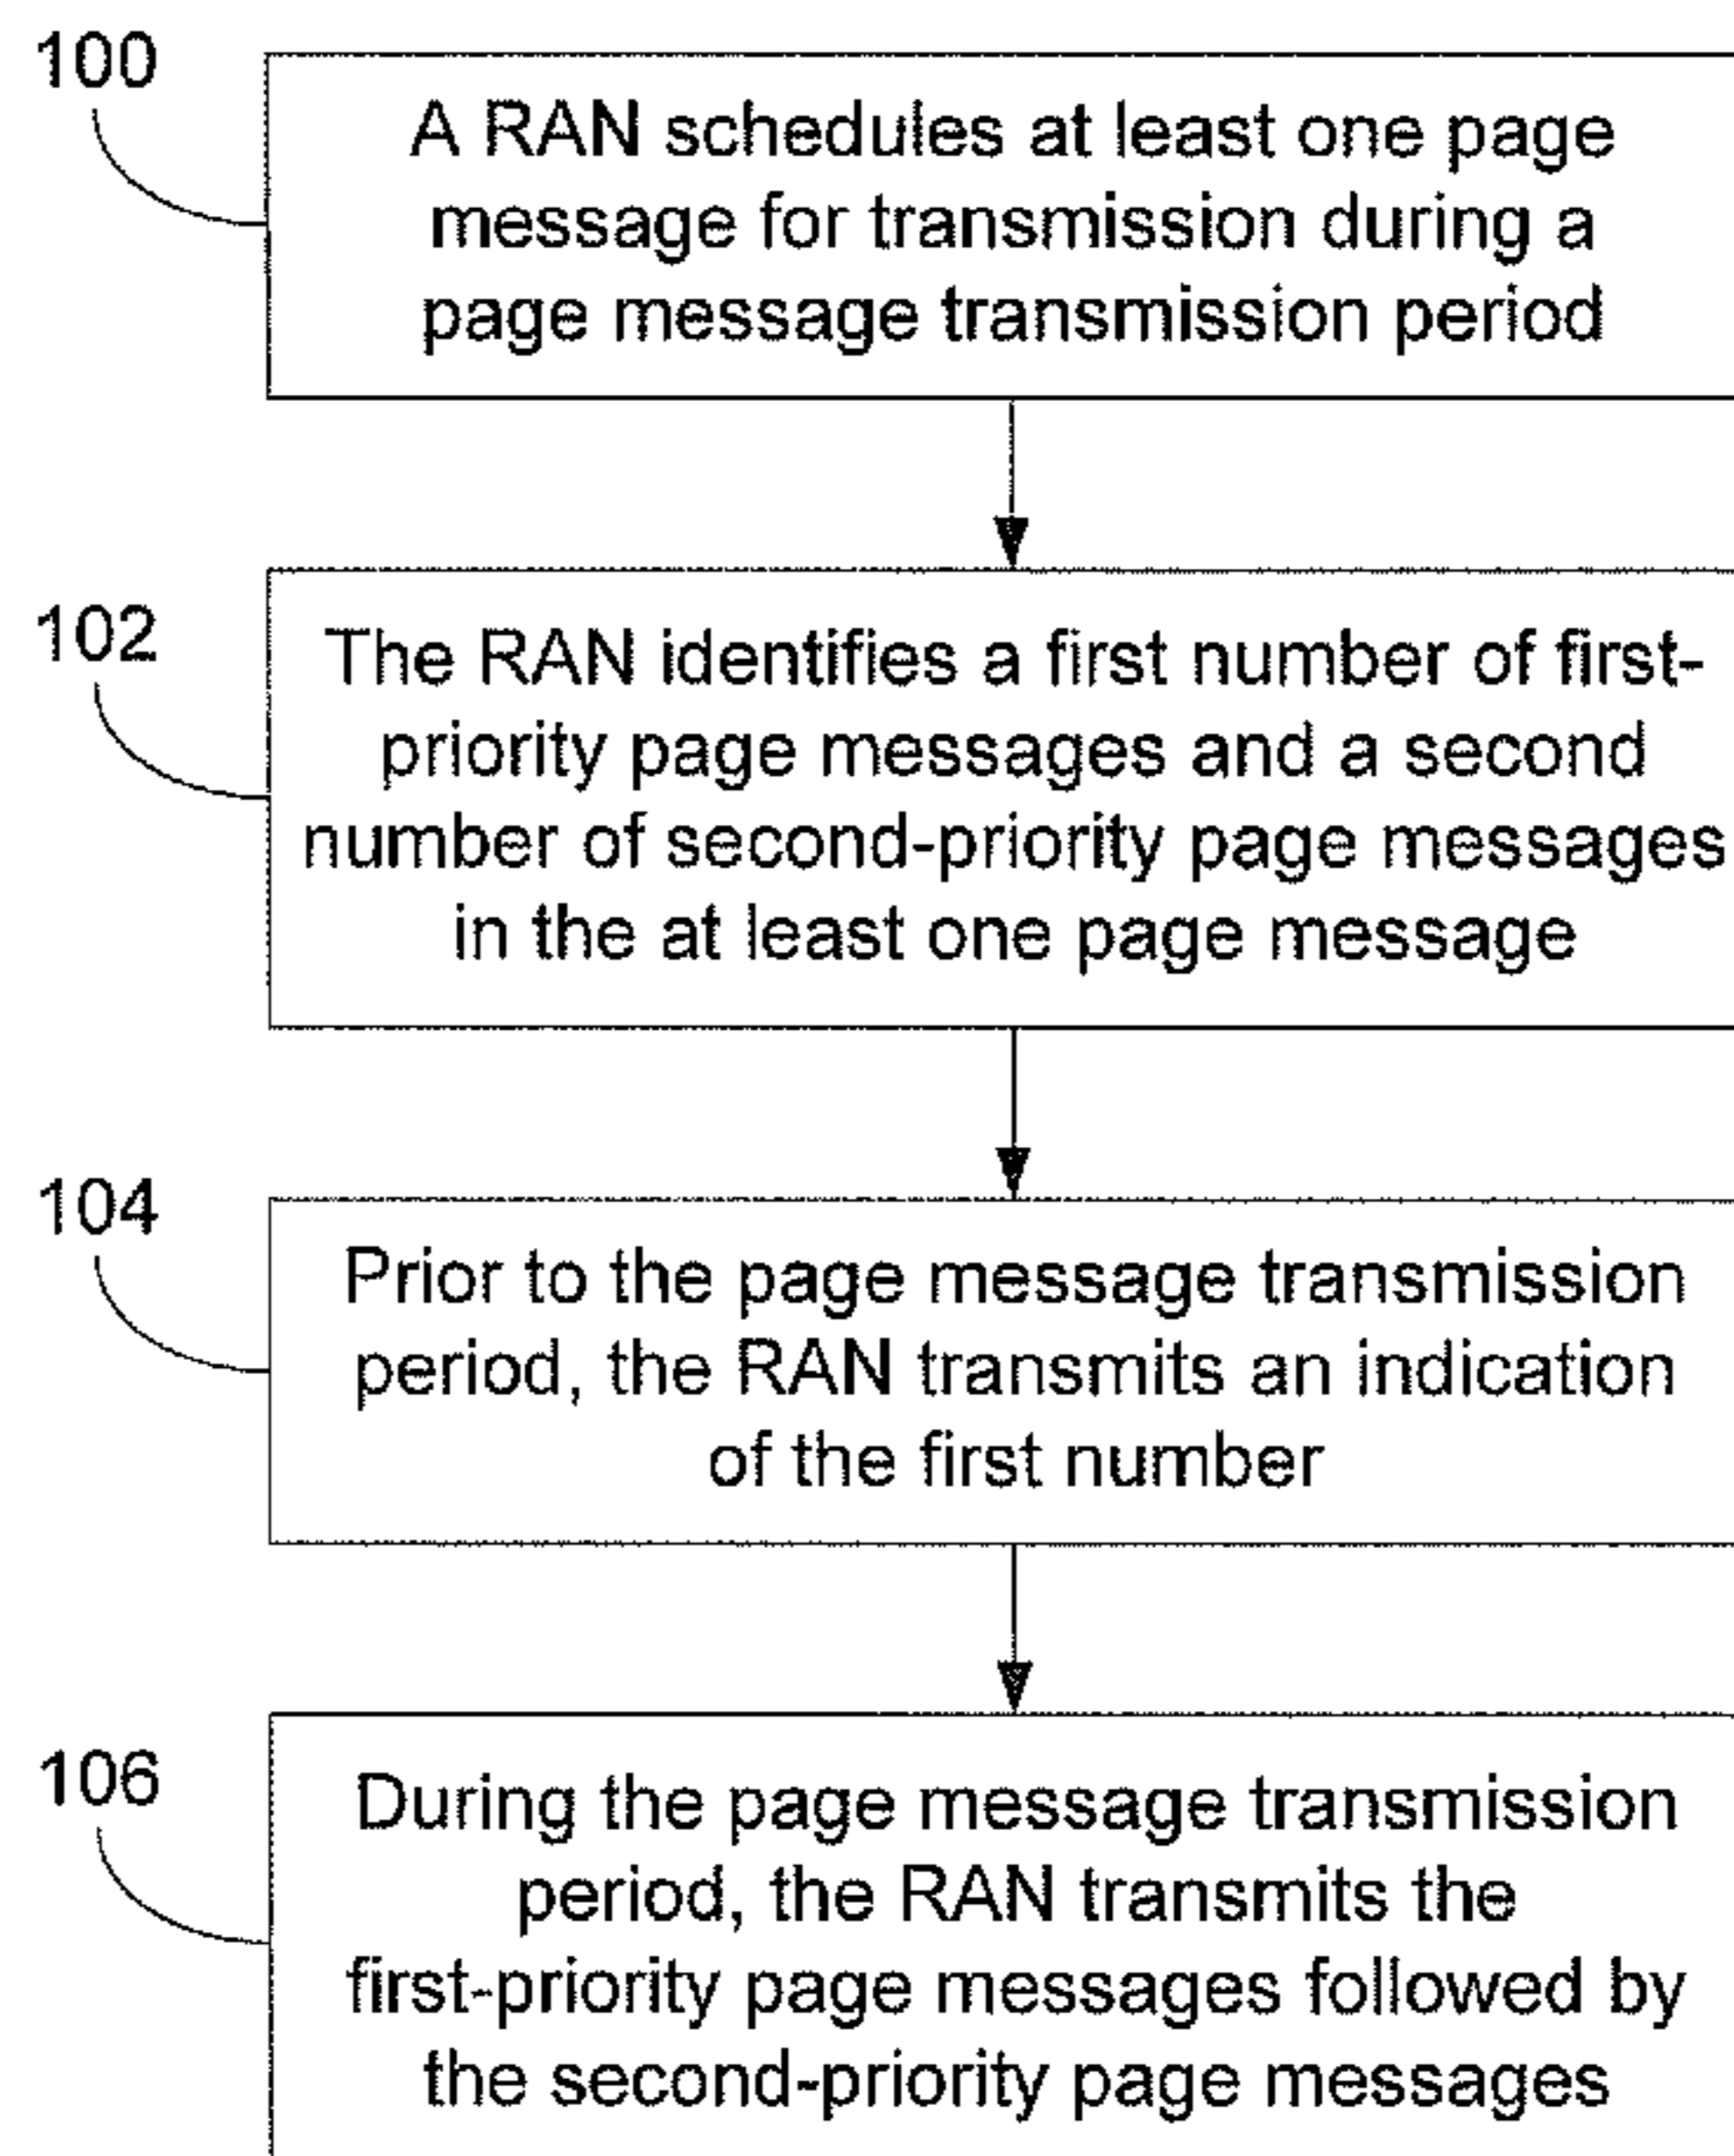 100
A RAN schedules at least one page
message for transmission during a
page message transmission period
102
The RAN identifies a first number of first-
priority page messages and a second
number of second-priority page messages
in the at least one page message
104
Prior to the page message transmission
period, the RAN transmits an indication
of the first number
106
During the page message transmission
period, the RAN transmits the
first-priority page messages followed by
the second-priority page messages